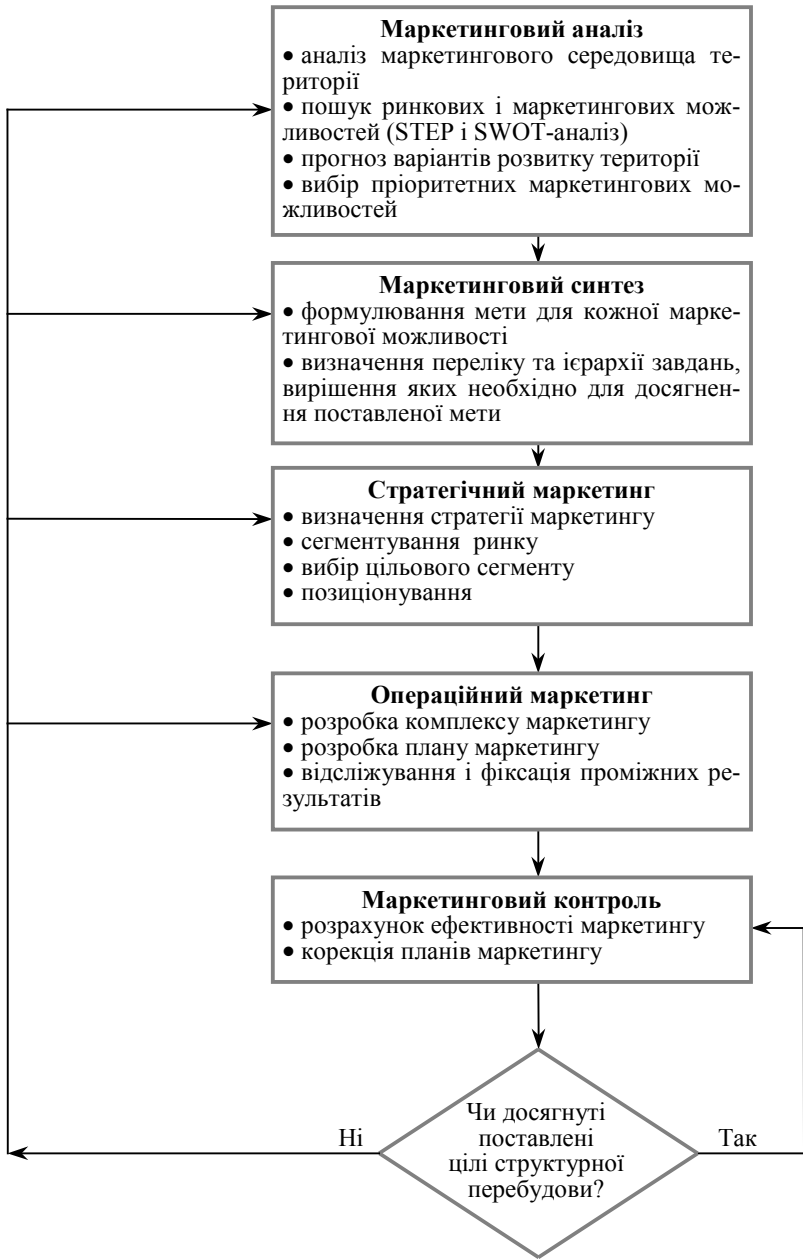 Маркетинговий аналіз
• аналіз маркетингового середовища те-
риторії
• пошук ринкових і маркетингових мож-
ливостей (STEP і SWOT-аналіз)
• прогноз варіантів розвитку території
• вибір пріоритетних маркетингових мо-
жливостей
Маркетинговий синтез
• формулювання мети для кожної марке-
тингової можливості
• визначення переліку та ієрархії завдань,
вирішення яких необхідно для досягнен-
ня поставленої мети
Стратегічний маркетинг
• визначення стратегії маркетингу
• сегментування ринку
• вибір цільового сегменту
• позиціонування
Операційний маркетинг
• розробка комплексу маркетингу
• розробка плану маркетингу
• відсліжування і фіксація проміжних ре-
зультатів
Маркетинговий контроль
• розрахунок ефективності маркетингу
• корекція планів маркетингу
Чи досягнуті
поставлені
цілі структурної
перебудови?
Ні
Так